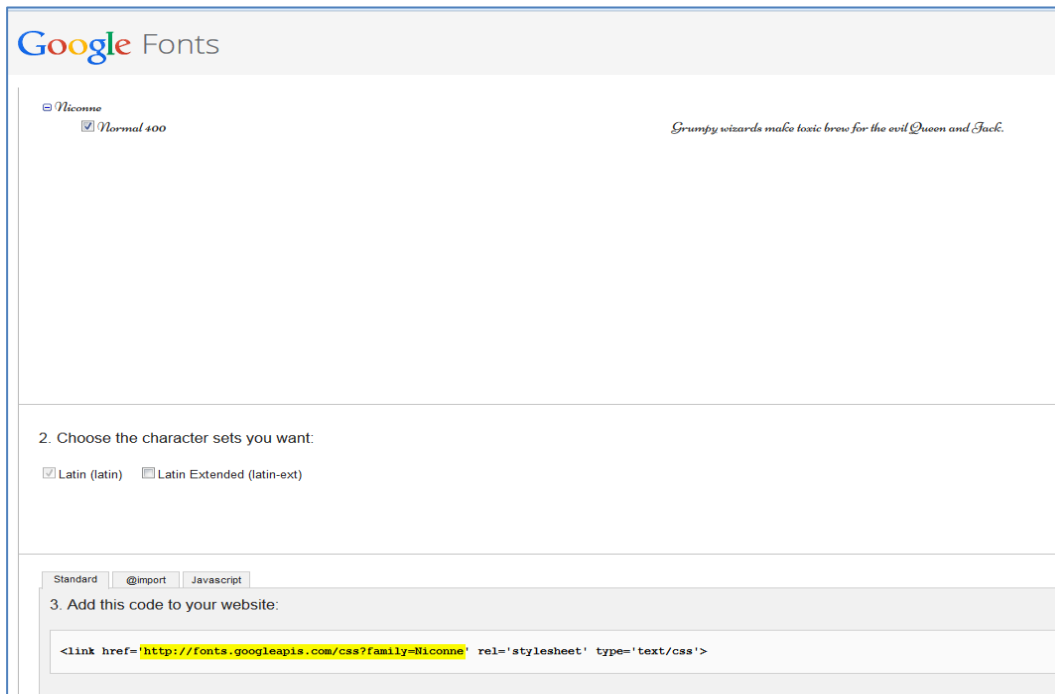 Google Fonts
Niconne
Normal 400
Grumpy wizards make toxic brew for the evil Queen and Jack.
2. Choose the character sets you want:
Latin (latin) Latin Extended (latin-ext)
Standard @import Javascript
3. Add this code to your website:
<link href='http://fonts.googleapis.com/css?family=Niconne' rel='stylesheet' type='text/css'>